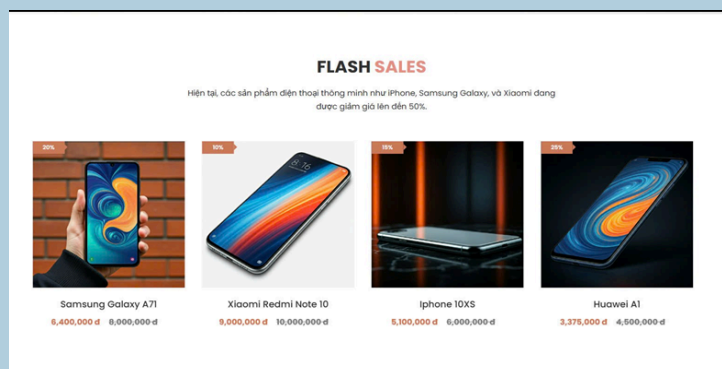 FLASH SALES
Hiện tại, các sản phẩm điện thoại thông minh như iPhone, Samsung Galaxy, và Xiaomi đang
được giảm giá lên đến 50%.
20% 10% 15% 25%
8 16
Samsung Galaxy A71 Xiaomi Redmi Note 10 Iphone 10XS Huawei A1
6,400,000 đ 8,000,000 đ 9,000,000 đ 10,000,000 đ 5,100,000 đ 6,000,000 đ 3,375,000 đ 4,500,000 đ